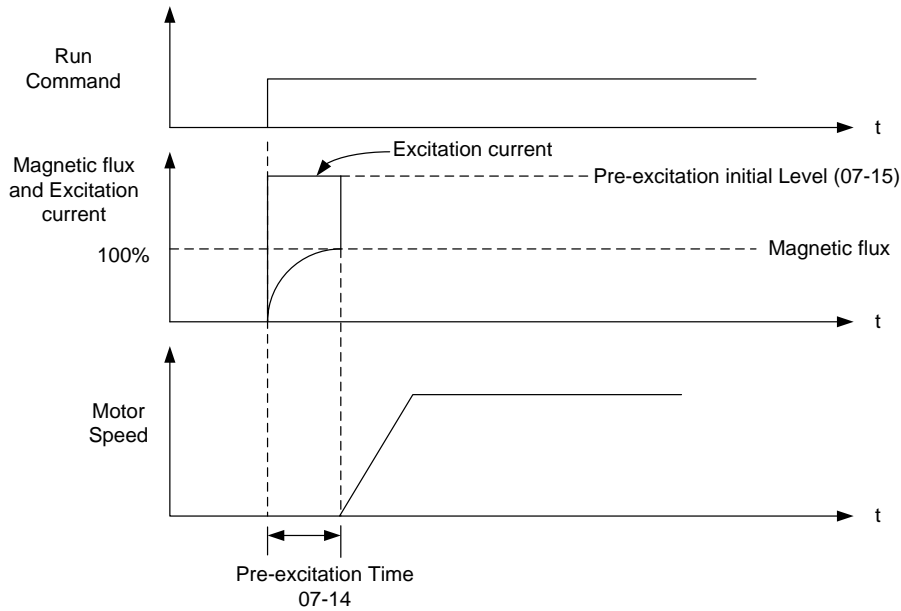 Run
Command
t
Magnetic flux
and Excitation
current
Excitation current
Pre-excitation initial Level (07-15)
100%
Magnetic flux
t
Motor
Speed
t
Pre-excitation Time
07-14